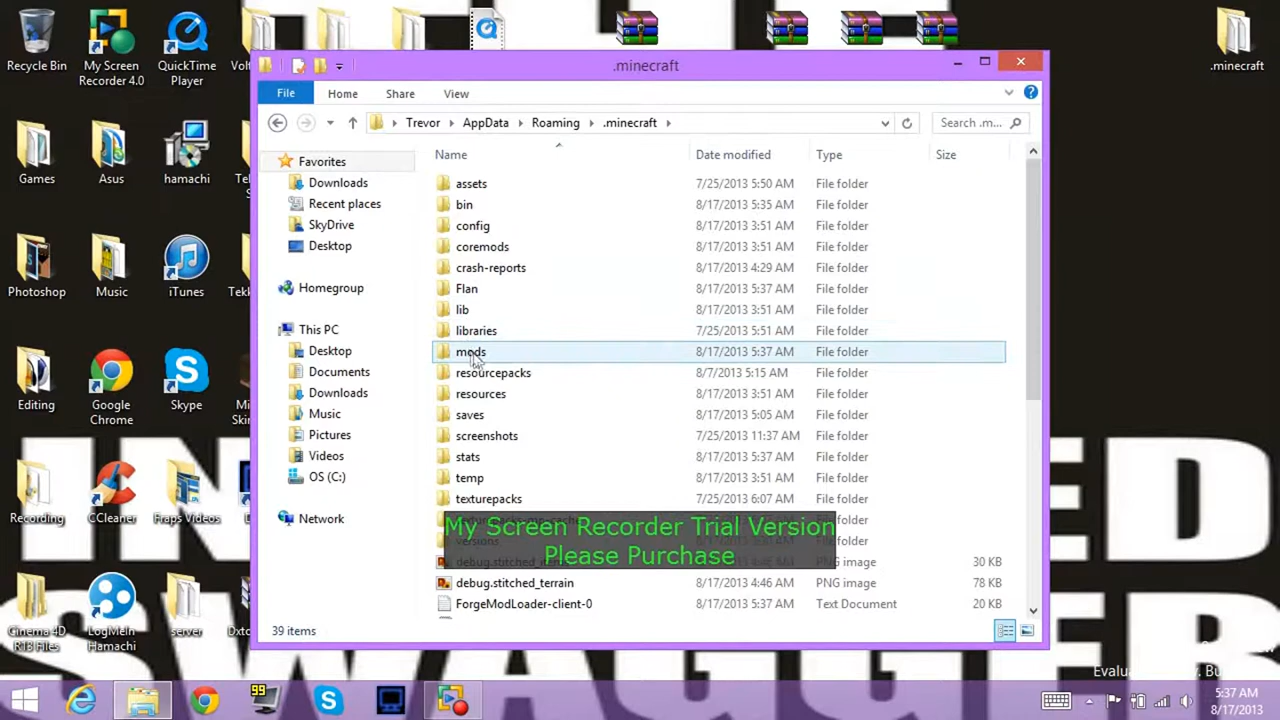 Recycle Bin
My Screen
Recorder 4.0
QuickTime
Player
.minecraft
Games
Asus
hamachi
Photoshop
Music
iTunes
Editing
Google
Chrome
Skype
Recording
CCleaner
Fraps Videos
Cinema 4D
R13 Files
LogMeIn
Hamachi
server
.minecraft
File
Home
Share
View
Trevor
AppData
Roaming
.minecraft
Search .m...
Favorites
Downloads
Recent places
SkyDrive
Desktop
Homegroup
This PC
Desktop
Documents
Downloads
Music
Pictures
Videos
OS (C:)
Network
Name Date modified Type Size
assets 7/25/2013 5:50 AM File folder
bin 8/17/2013 5:35 AM File folder
config 8/17/2013 3:51 AM File folder
coremods 8/17/2013 3:51 AM File folder
crash-reports 8/17/2013 4:29 AM File folder
Flan 8/17/2013 5:37 AM File folder
lib 8/17/2013 3:51 AM File folder
libraries 7/25/2013 5:51 AM File folder
mods 8/17/2013 5:37 AM File folder
resourcepacks 8/7/2013 5:15 AM File folder
resources 8/17/2013 3:51 AM File folder
saves 8/17/2013 5:05 AM File folder
screenshots 7/25/2013 11:37 AM File folder
stats 8/17/2013 5:37 AM File folder
temp 8/17/2013 3:51 AM File folder
texturepacks 7/25/2013 6:07 AM File folder
File folder
versions File folder
PNG image 30 KB
debug.stitched_terrain 8/17/2013 4:46 AM PNG image 78 KB
ForgeModLoader-client-0 8/17/2013 5:37 AM Text Document 20 KB
My Screen Recorder Trial Version
Please Purchase
39 items
SWAGGER
99
5:37 AM
8/17/2013